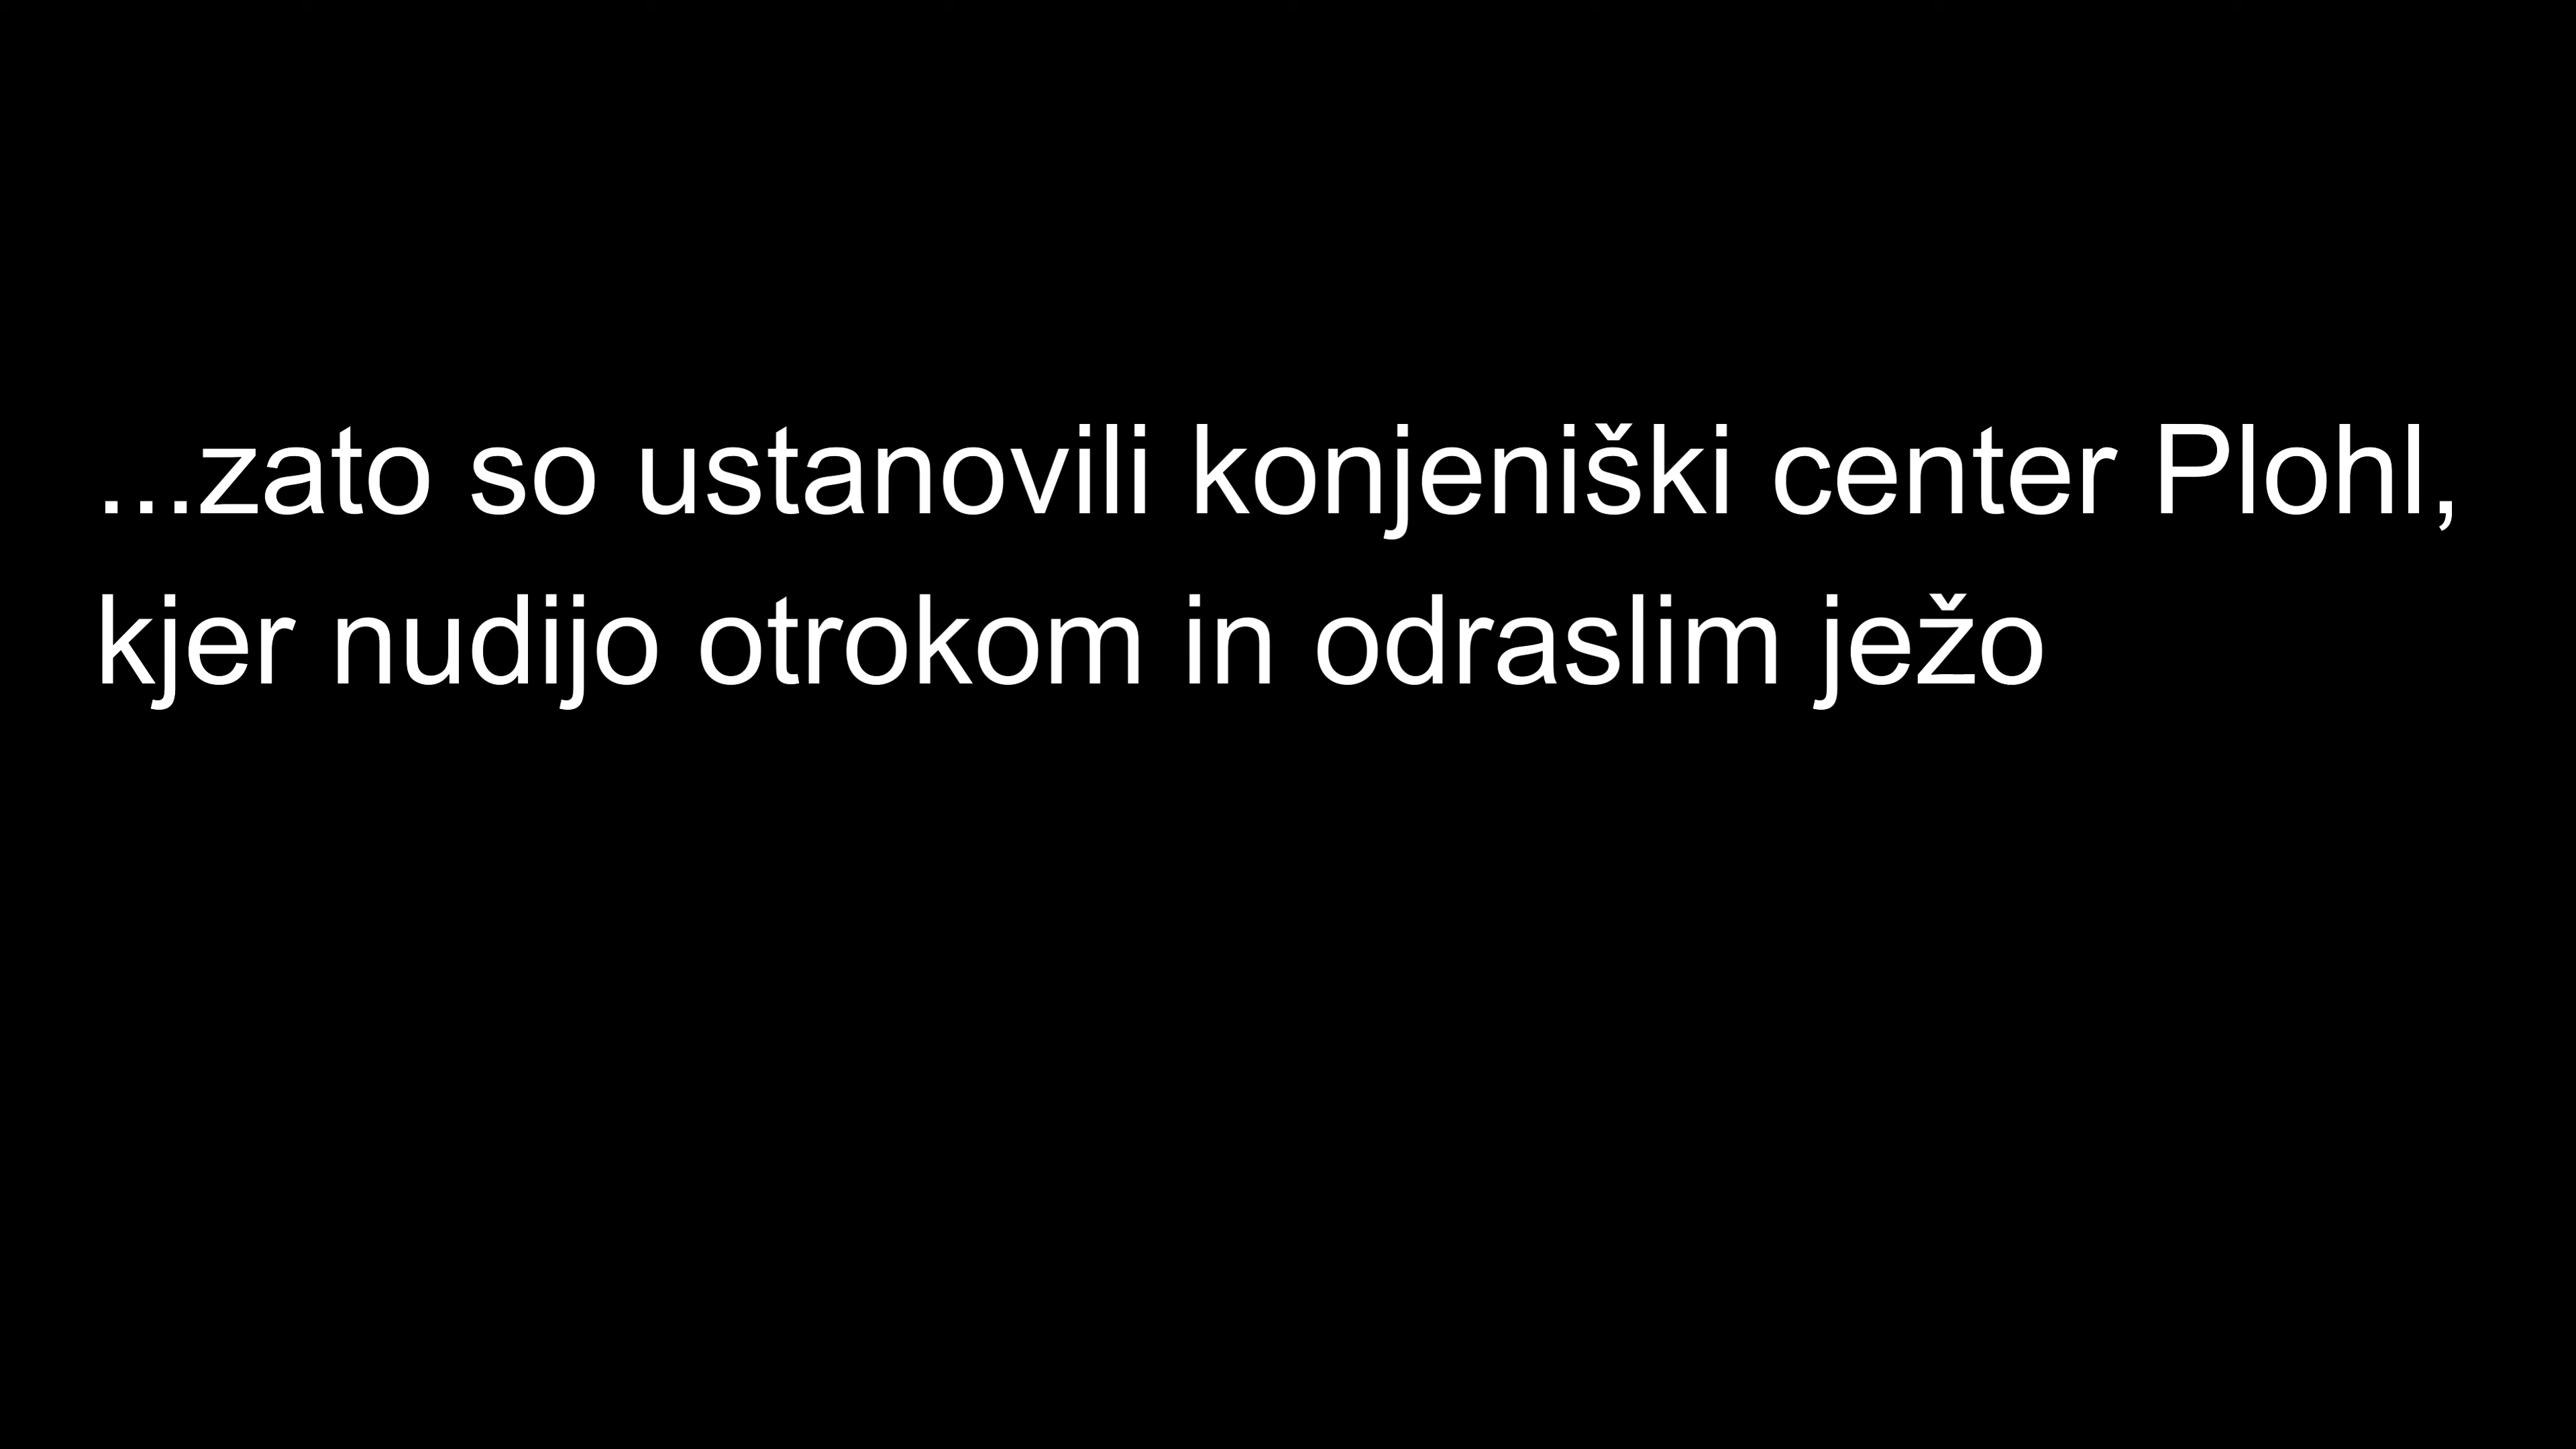 ...zato so ustanovili konjeniški center Plohl,
kjer nudijo otrokom in odraslim ježo